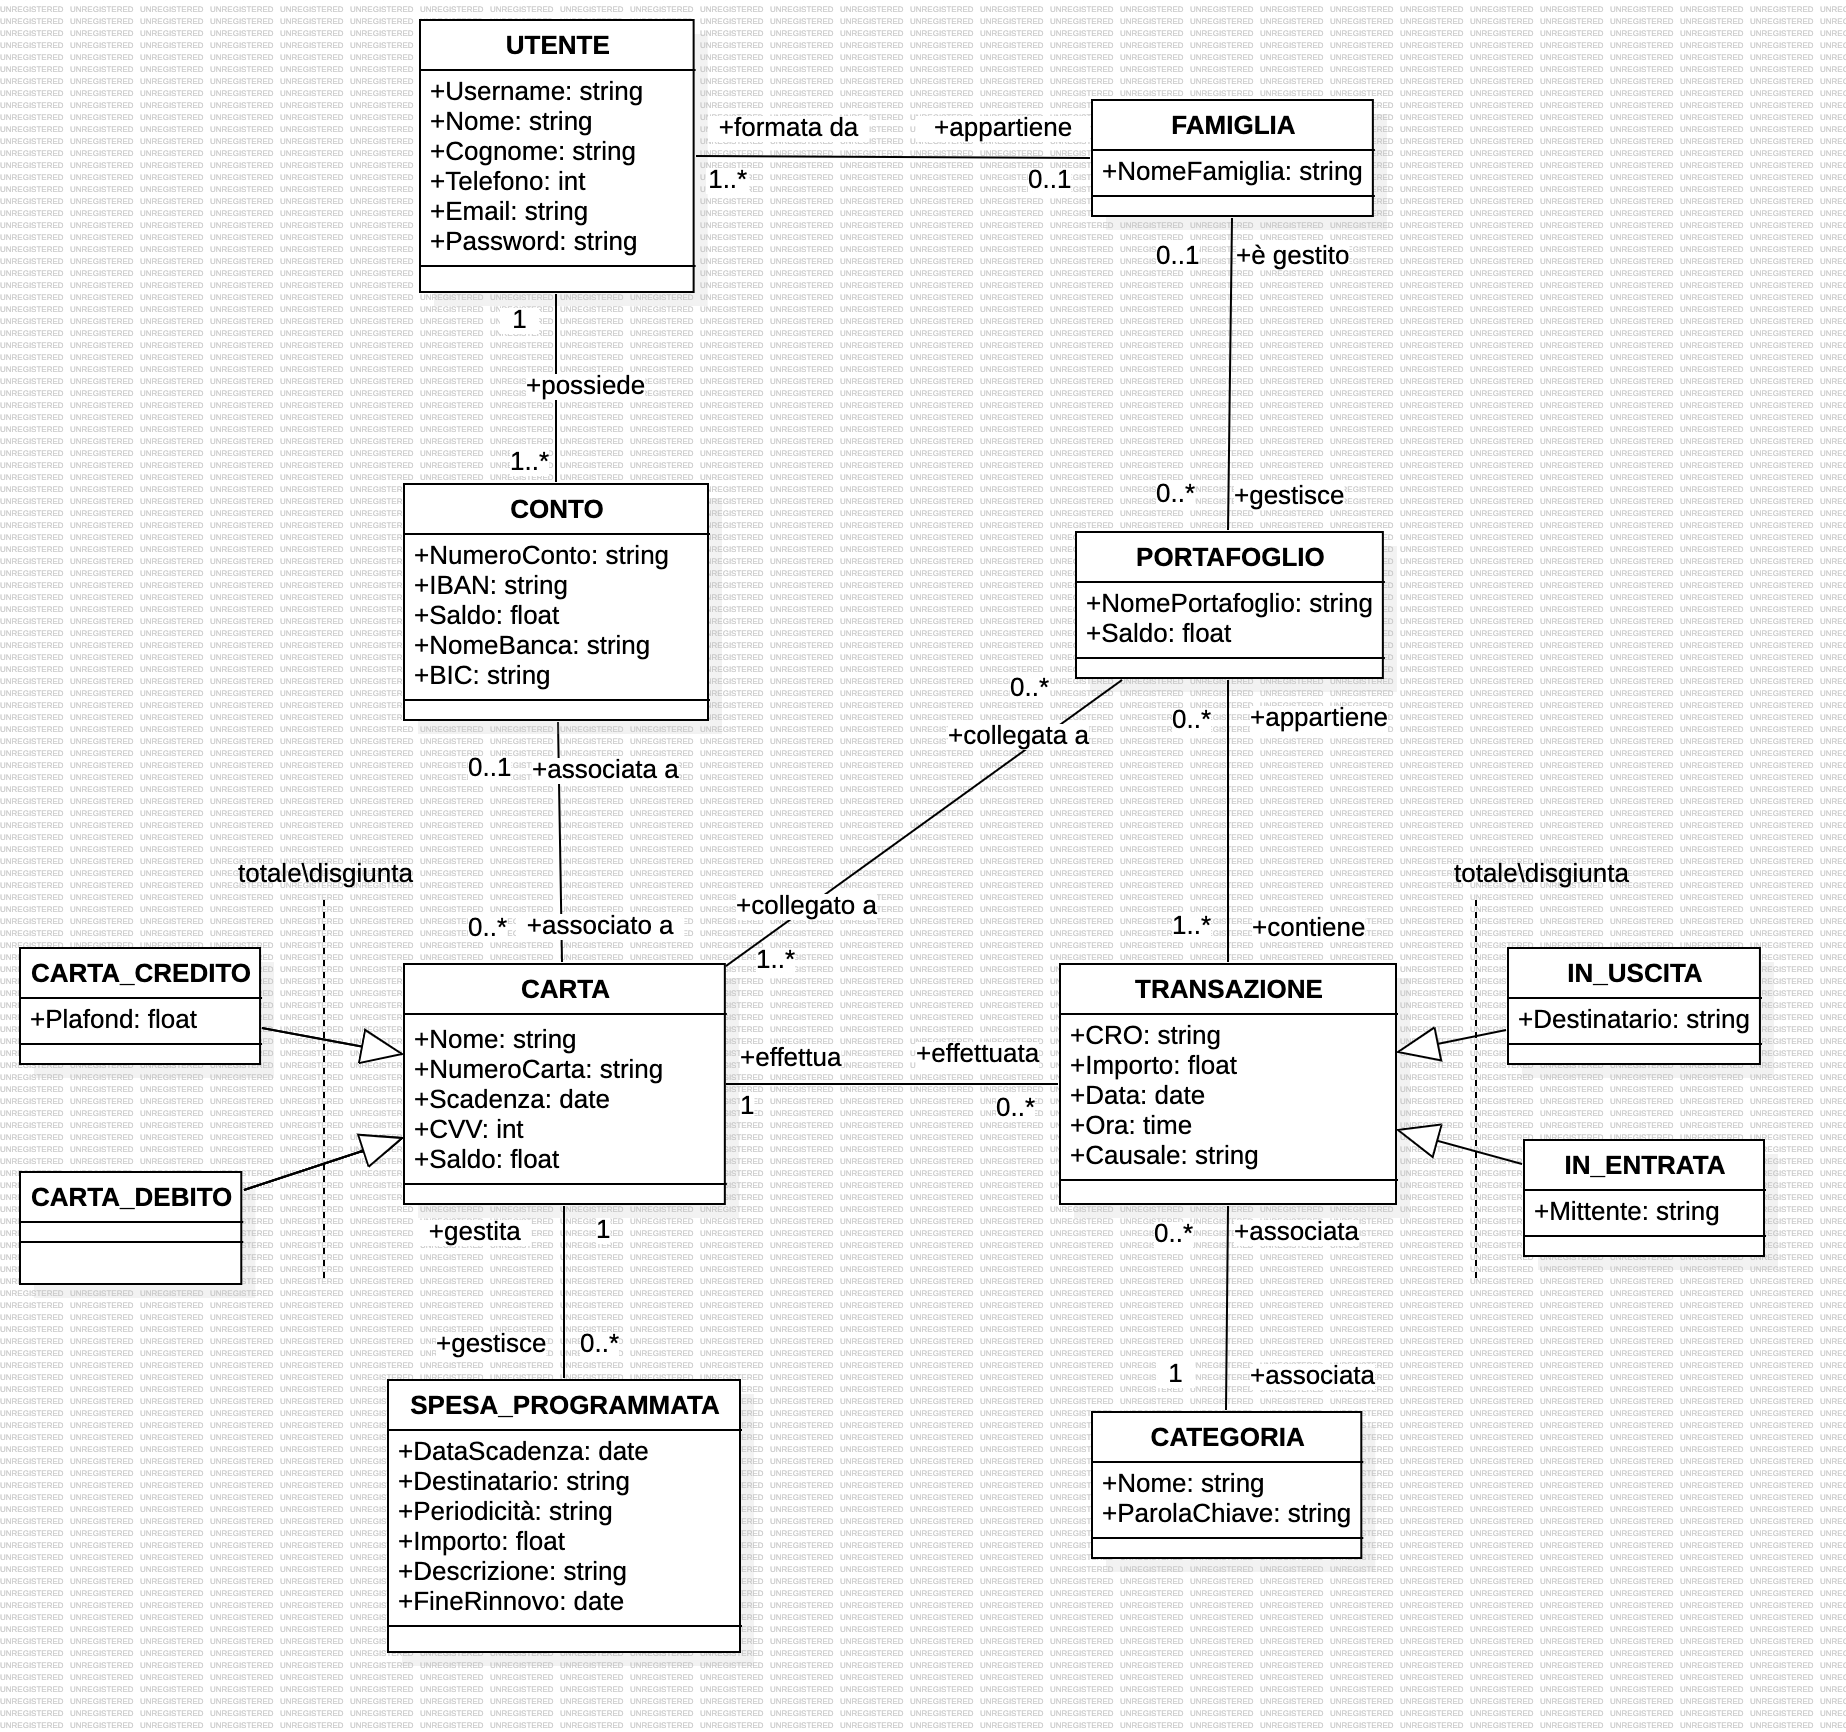 UTENTE
+Username: string
+Nome: string
+Cognome: string
+Telefono: int
+Email: string
+Password: string
+formata da
+appartiene
1..*
0..1
FAMIGLIA
+NomeFamiglia: string
0..1
+è gestito
1
+possiede
1..*
0..*
+gestisce
CONTO
+NumeroConto: string
+IBAN: string
+Saldo: float
+NomeBanca: string
+BIC: string
PORTAFOGLIO
+NomePortafoglio: string
+Saldo: float
0..*
+collegata a
0..*
+appartiene
0..1
+associata a
totale\disgiunta
totale\disgiunta
0..*
+associato a
+collegato a
1..*
1..*
+contiene
CARTA_CREDITO
+Plafond: float
CARTA_DEBITO
CARTA
+Nome: string
+NumeroCarta: string
+Scadenza: date
+CVV: int
+Saldo: float
+effettua
+effettuata
1
0..*
TRANSAZIONE
+CRO: string
+Importo: float
+Data: date
+Ora: time
+Causale: string
IN_USCITA
+Destinatario: string
IN_ENTRATA
+Mittente: string
+gestita
1
0..*
+associata
+gestisce
0..*
1
+associata
SPESA_PROGRAMMATA
+DataScadenza: date
+Destinatario: string
+Periodicità: string
+Importo: float
+Descrizione: string
+FineRinnovo: date
CATEGORIA
+Nome: string
+ParolaChiave: string
UNREGISTERED